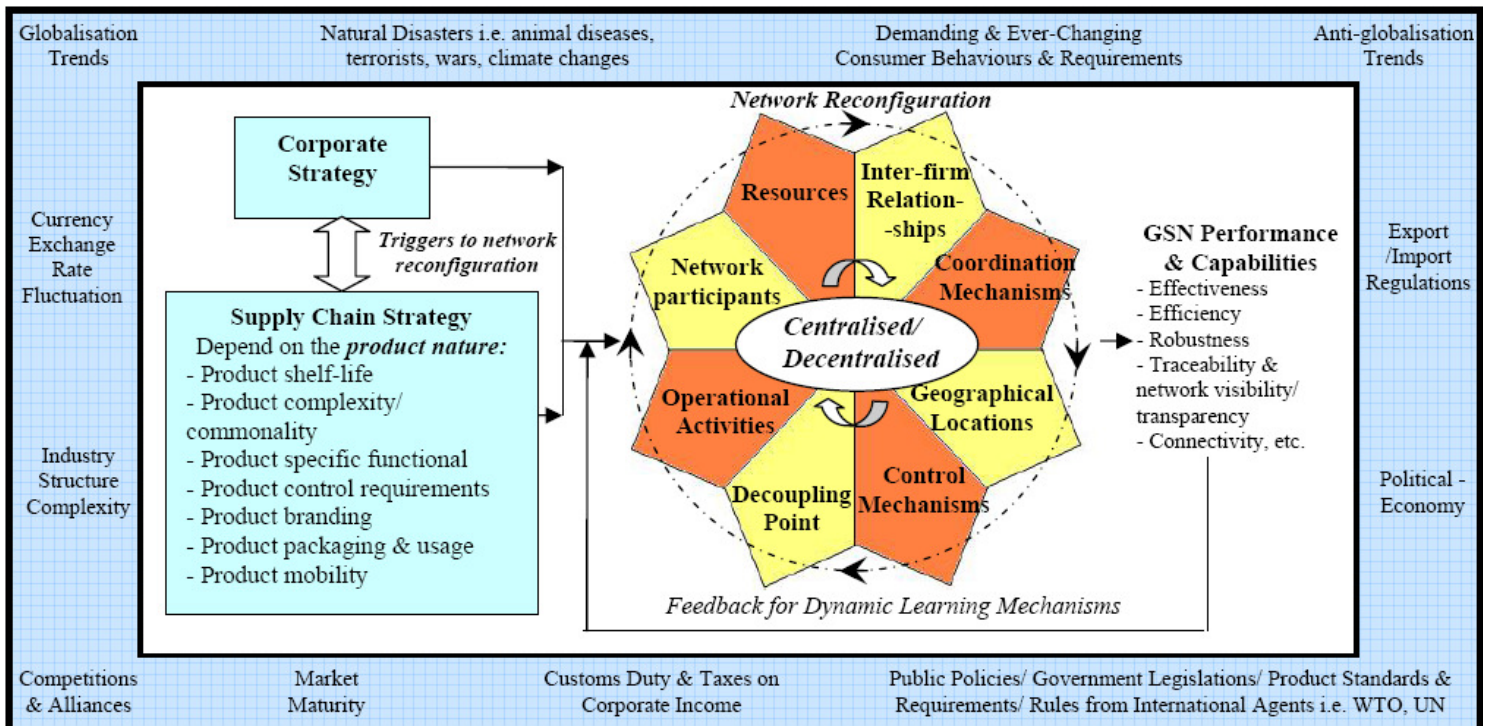 Globalisation
Trends
Natural Disasters i.e. animal diseases,
terrorists, wars, climate changes
Demanding & Ever-Changing
Consumer Behaviours & Requirements
Anti-globalisation
Trends
Currency
Exchange
Rate
Fluctuation
Industry
Structure
Complexity
Corporate
Strategy
Triggers to network
reconfiguration
Supply Chain Strategy
Depend on the product nature:
- Product shelf-life
- Product complexity/
commonality
- Product specific functional
- Product control requirements
- Product branding
- Product packaging & usage
- Product mobility
Network Reconfiguration
Resources
Inter-firm
Relation-
-ships
Network
participants
Coordination
Mechanisms
Centralised/
Decentralised
Operational
Activities
Geographical
Locations
Decoupling
Point
Control
Mechanisms
Feedback for Dynamic Learning Mechanisms
GSN Performance
& Capabilities
- Effectiveness
- Efficiency
- Robustness
- Traceability &
network visibility/
transparency
- Connectivity, etc.
Export
/Import
Regulations
Political -
Economy
Competitions
& Alliances
Market
Maturity
Customs Duty & Taxes on
Corporate Income
Public Policies/ Government Legislations/ Product Standards &
Requirements/ Rules from International Agents i.e. WTO, UN